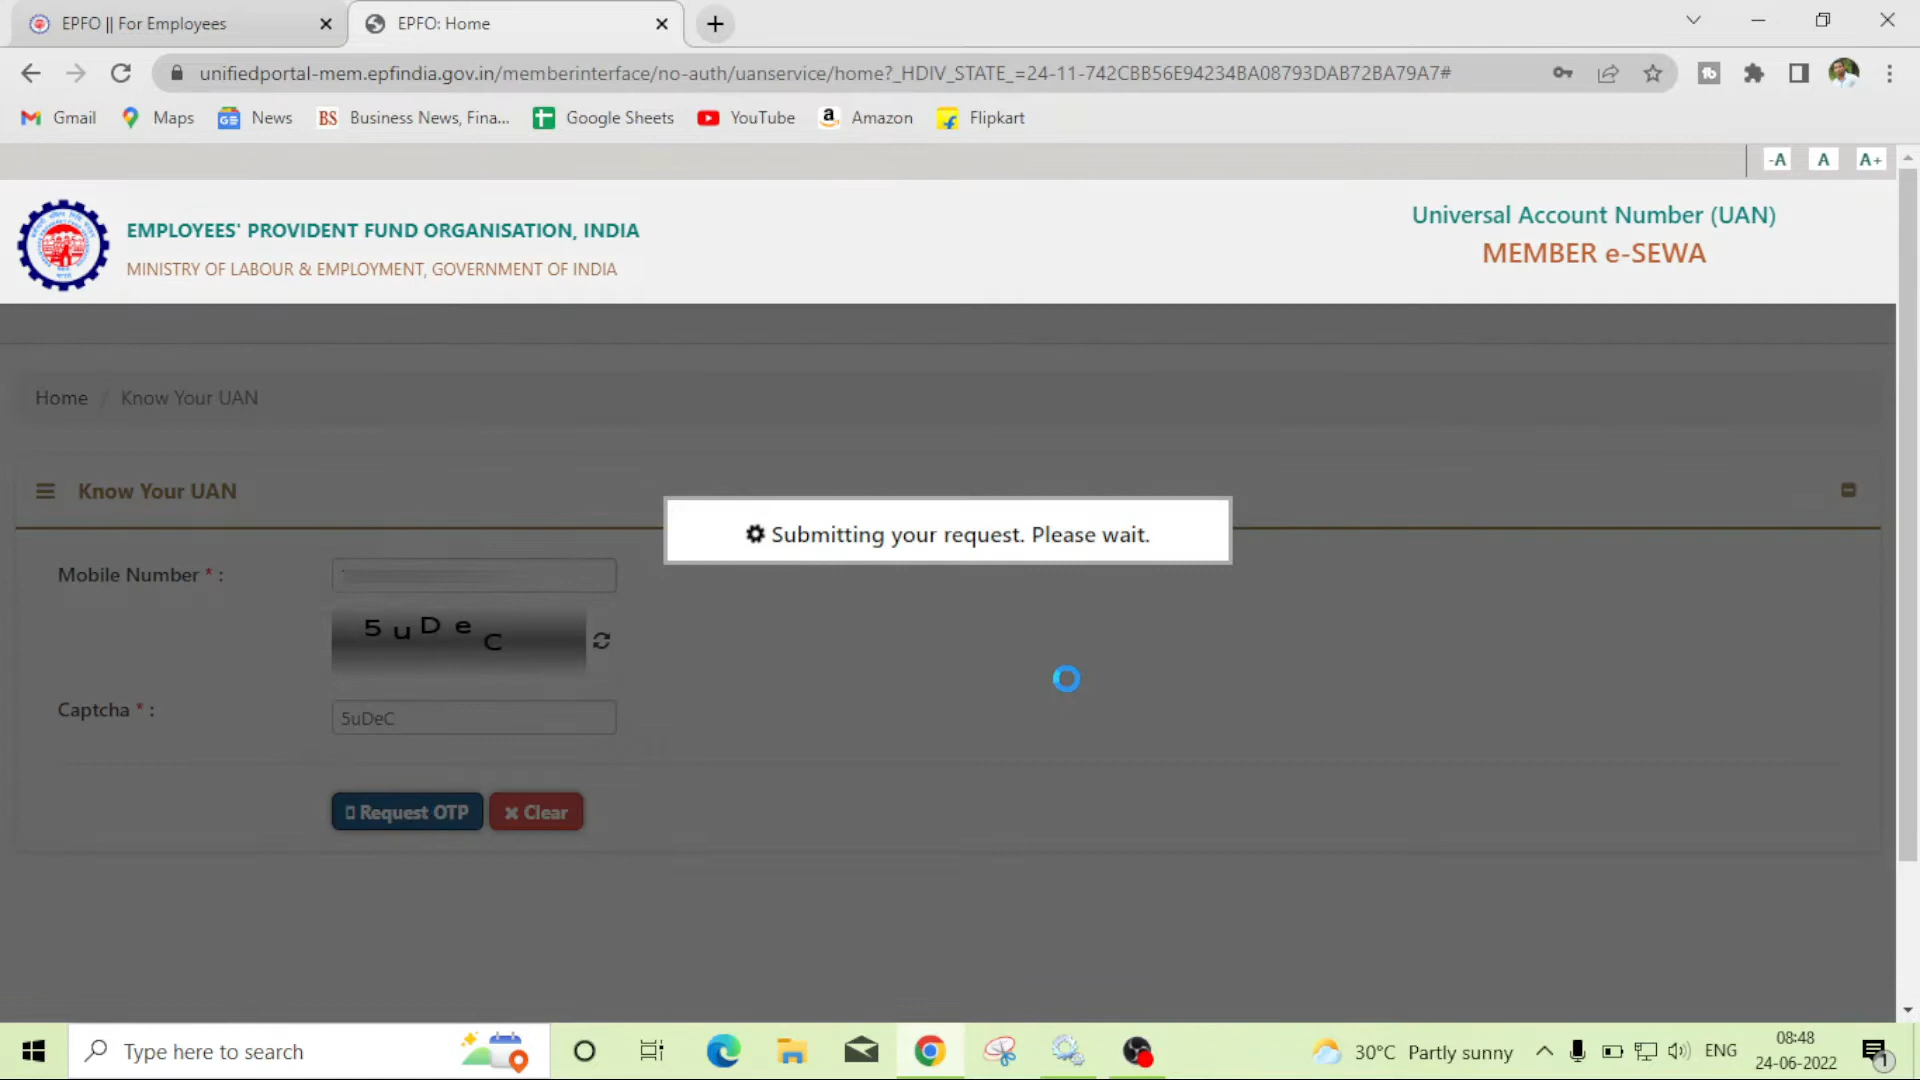 EPFO || For Employees
EPFO: Home
unifiedportal-mem.epfindia.gov.in/memberinterface/no-auth/uanservice/home?_HDIV_STATE_=24-11-742CBB56E94234BA08793DAB72BA79A7#
Gmail
Maps
News
BS Business News, Fina...
Google Sheets
YouTube
Amazon
Flipkart
-A A A+
EMPLOYEES' PROVIDENT FUND ORGANISATION, INDIA
MINISTRY OF LABOUR & EMPLOYMENT, GOVERNMENT OF INDIA
Universal Account Number (UAN)
MEMBER e-SEWA
Home / Know Your UAN
Know Your UAN
Submitting your request. Please wait.
Mobile Number * :
5uDeC
Captcha * :
5uDeC
Request OTP
Clear
Type here to search
30°C Partly sunny
ENG
08:48
24-06-2022
1